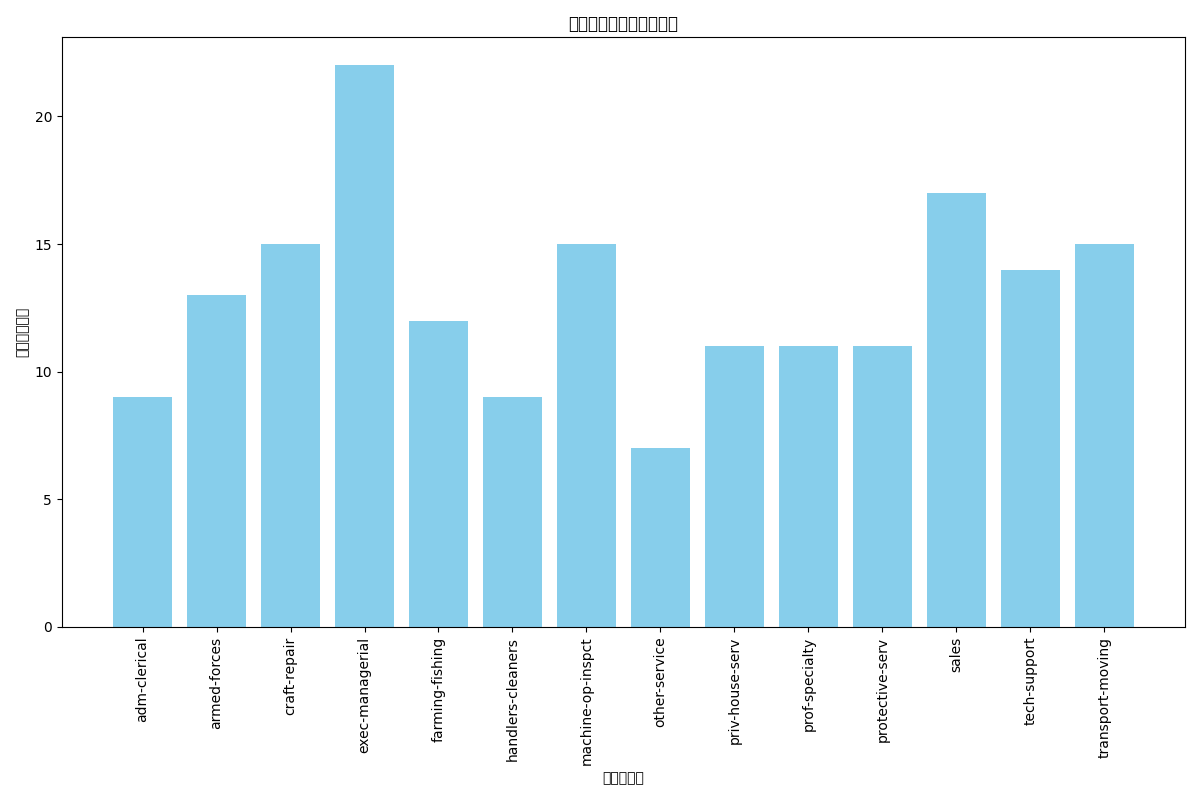 20
15
10
5
0
adm-clerical
armed-forces
craft-repair
exec-managerial
farming-fishing
handlers-cleaners
machine-op-inspct
other-service
priv-house-serv
prof-specialty
protective-serv
sales
tech-support
transport-moving